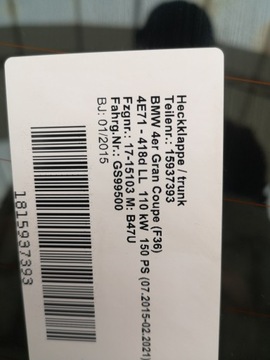 Heckklappe / trunk
Teilenr.: 15937393
BMW 4er Gran Coupe (F36)
4E71 - 418d LL 110 kW 150 PS (07.2015-02.2021)
Fzgnr.: 17-15103 M: B47U
Fahrg.Nr.: GS99500
BJ: 01/2015
1815937393